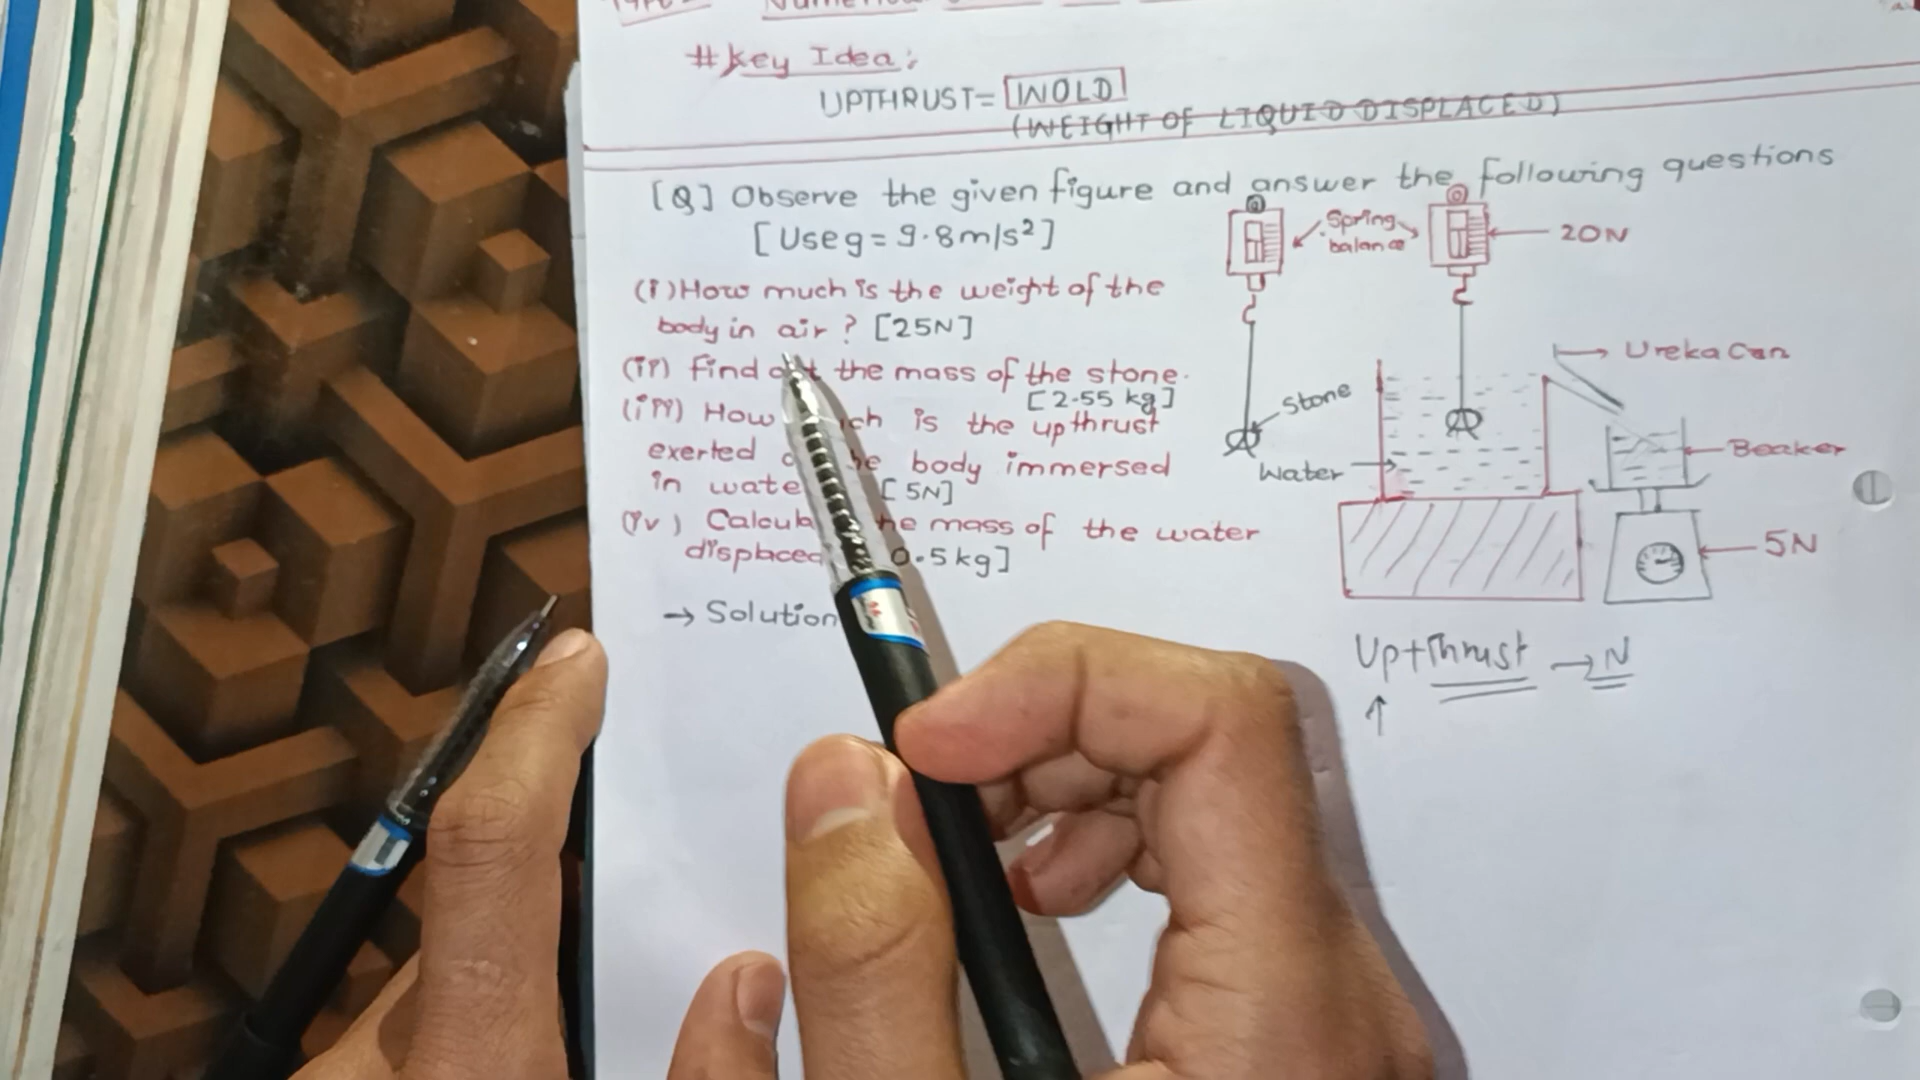 #Key Idea:
UPTHRUST= WOLD
(WEIGHT OF LIQUID DISPLACED)
[Q] Observe the given figure and answer the following questions
[Use g = 9.8m/s²]
(i) How much is the weight of the
body in air? [25N]
(ii) Find the mass of the stone.
[2.55 kg]
(iii) How is the upthrust
exerted body immersed
in [5N]
(iv) mass of the water
0.5kg]
→ Solution
Spring
balance
20N
Ureka Can
Stone
Water
Beaker
5N
Up+Thrust → N